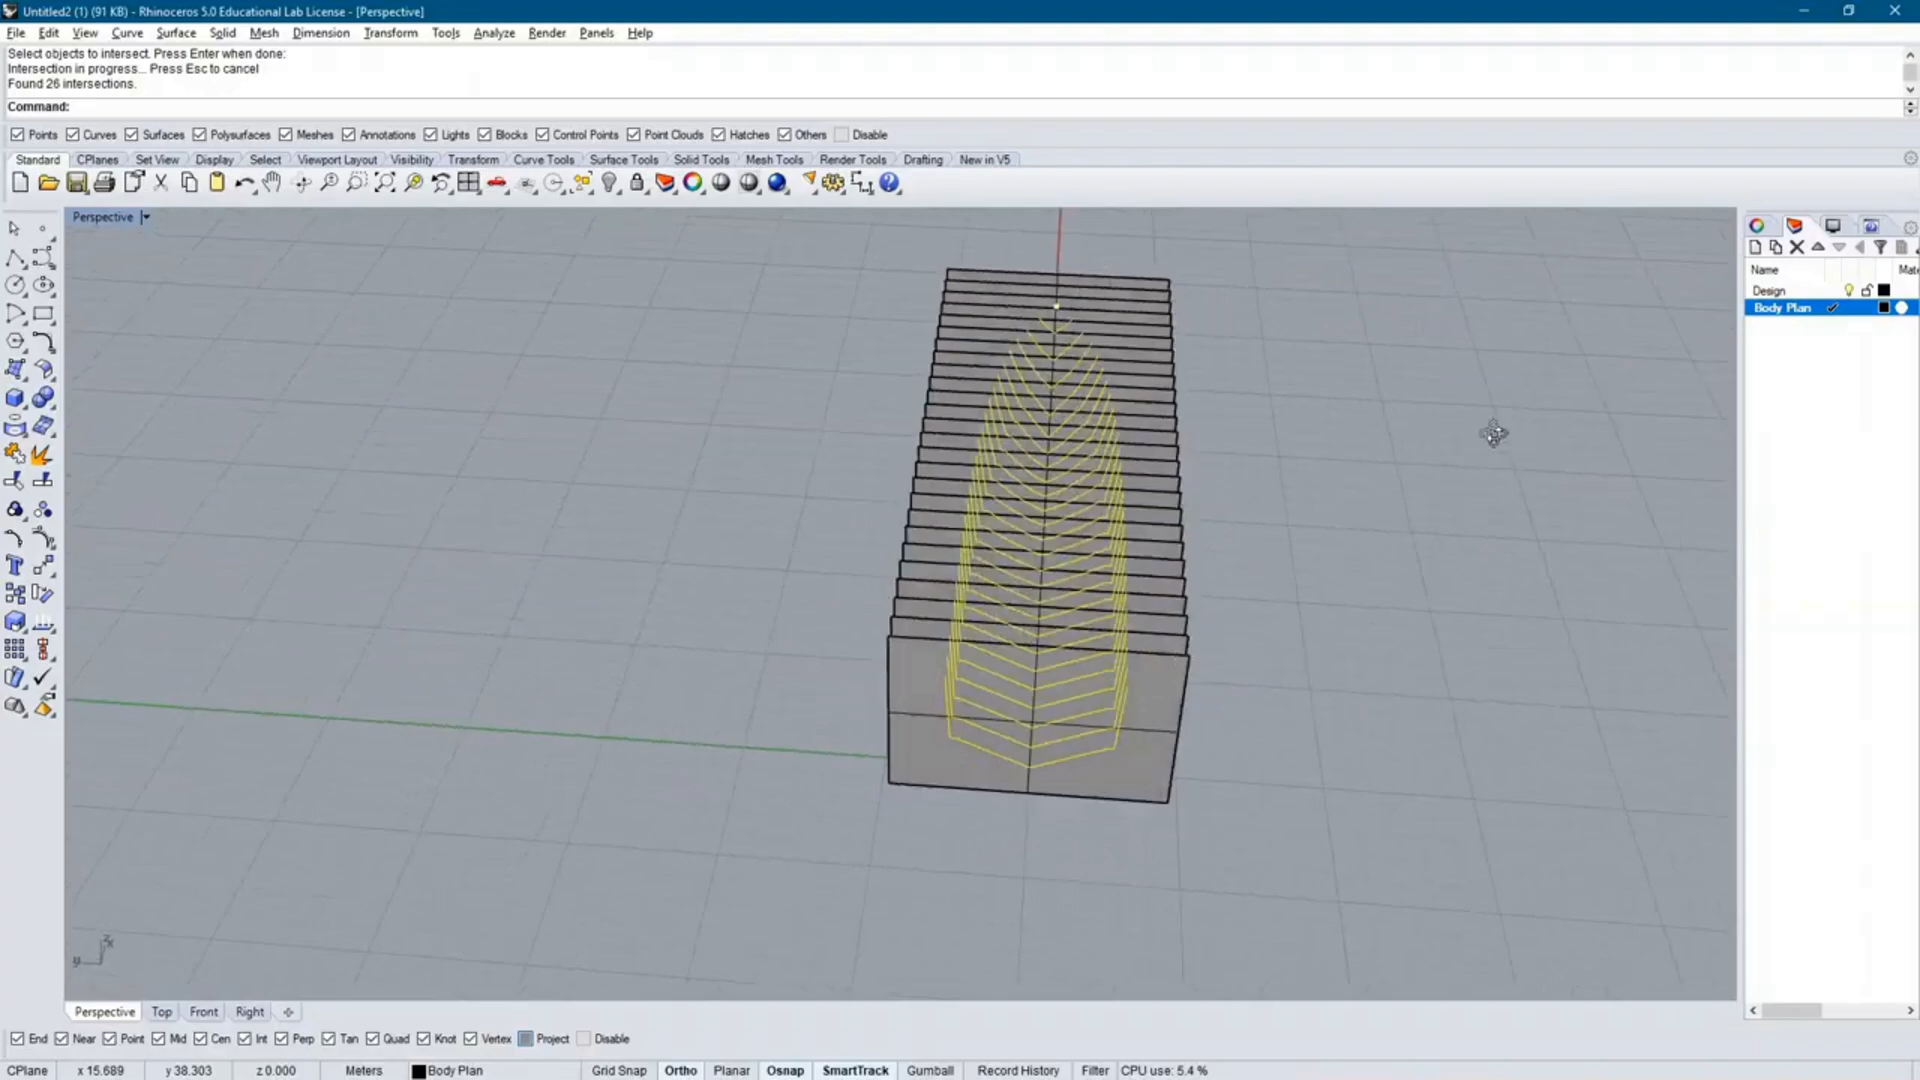 Untitled2 (1) (91 KB) - Rhinoceros 5.0 Educational Lab License - [Perspective]
File Edit View Curve Surface Solid Mesh Dimension Transform Tools Analyze Render Panels Help
Select objects to intersect. Press Enter when done:
Intersection in progress... Press Esc to cancel
Found 26 intersections.
Command:
Points Curves Surfaces Polysurfaces Meshes Annotations Lights Blocks Control Points Point Clouds Hatches Others Disable
Standard CPlanes Set View Display Select Viewport Layout Visibility Transform Curve Tools Surface Tools Solid Tools Mesh Tools Render Tools Drafting New in V5
Perspective
Name Mate
Design
Body Plan
z x
y
Perspective Top Front Right
End Near Point Mid Cen Int Perp Tan Quad Knot Vertex Project Disable
CPlane x 15.689 y 38.303 z 0.000 Meters Body Plan Grid Snap Ortho Planar Osnap SmartTrack Gumball Record History Filter CPU use: 5.4 %